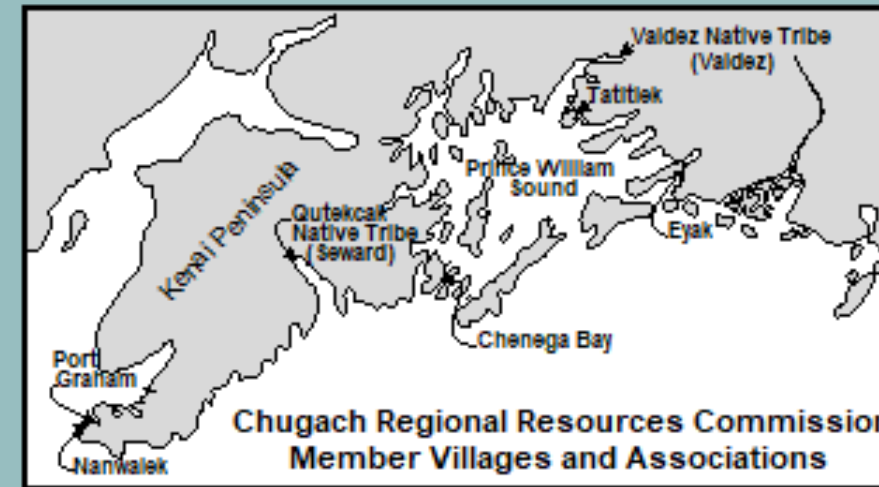 Valdez Native Tribe
(Valdez)
Tatitlek
Prince William
Sound
Kenai Peninsula
Qutekcak
Native Tribe
(Seward)
Eyak
Chenega Bay
Port
Graham
Nanwalek
Chugach Regional Resources Commission
Member Villages and Associations